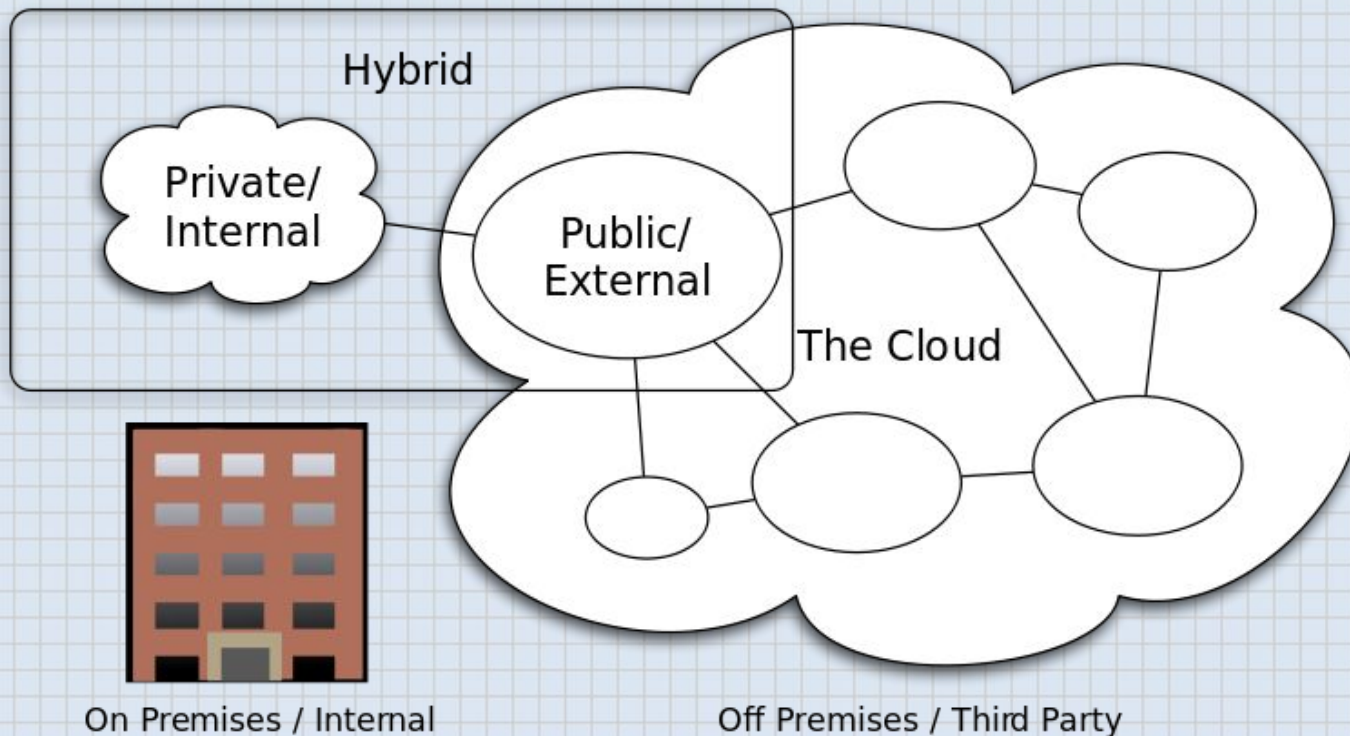 Hybrid
Private/
Internal
Public/
External
The Cloud
On Premises / Internal
Off Premises / Third Party